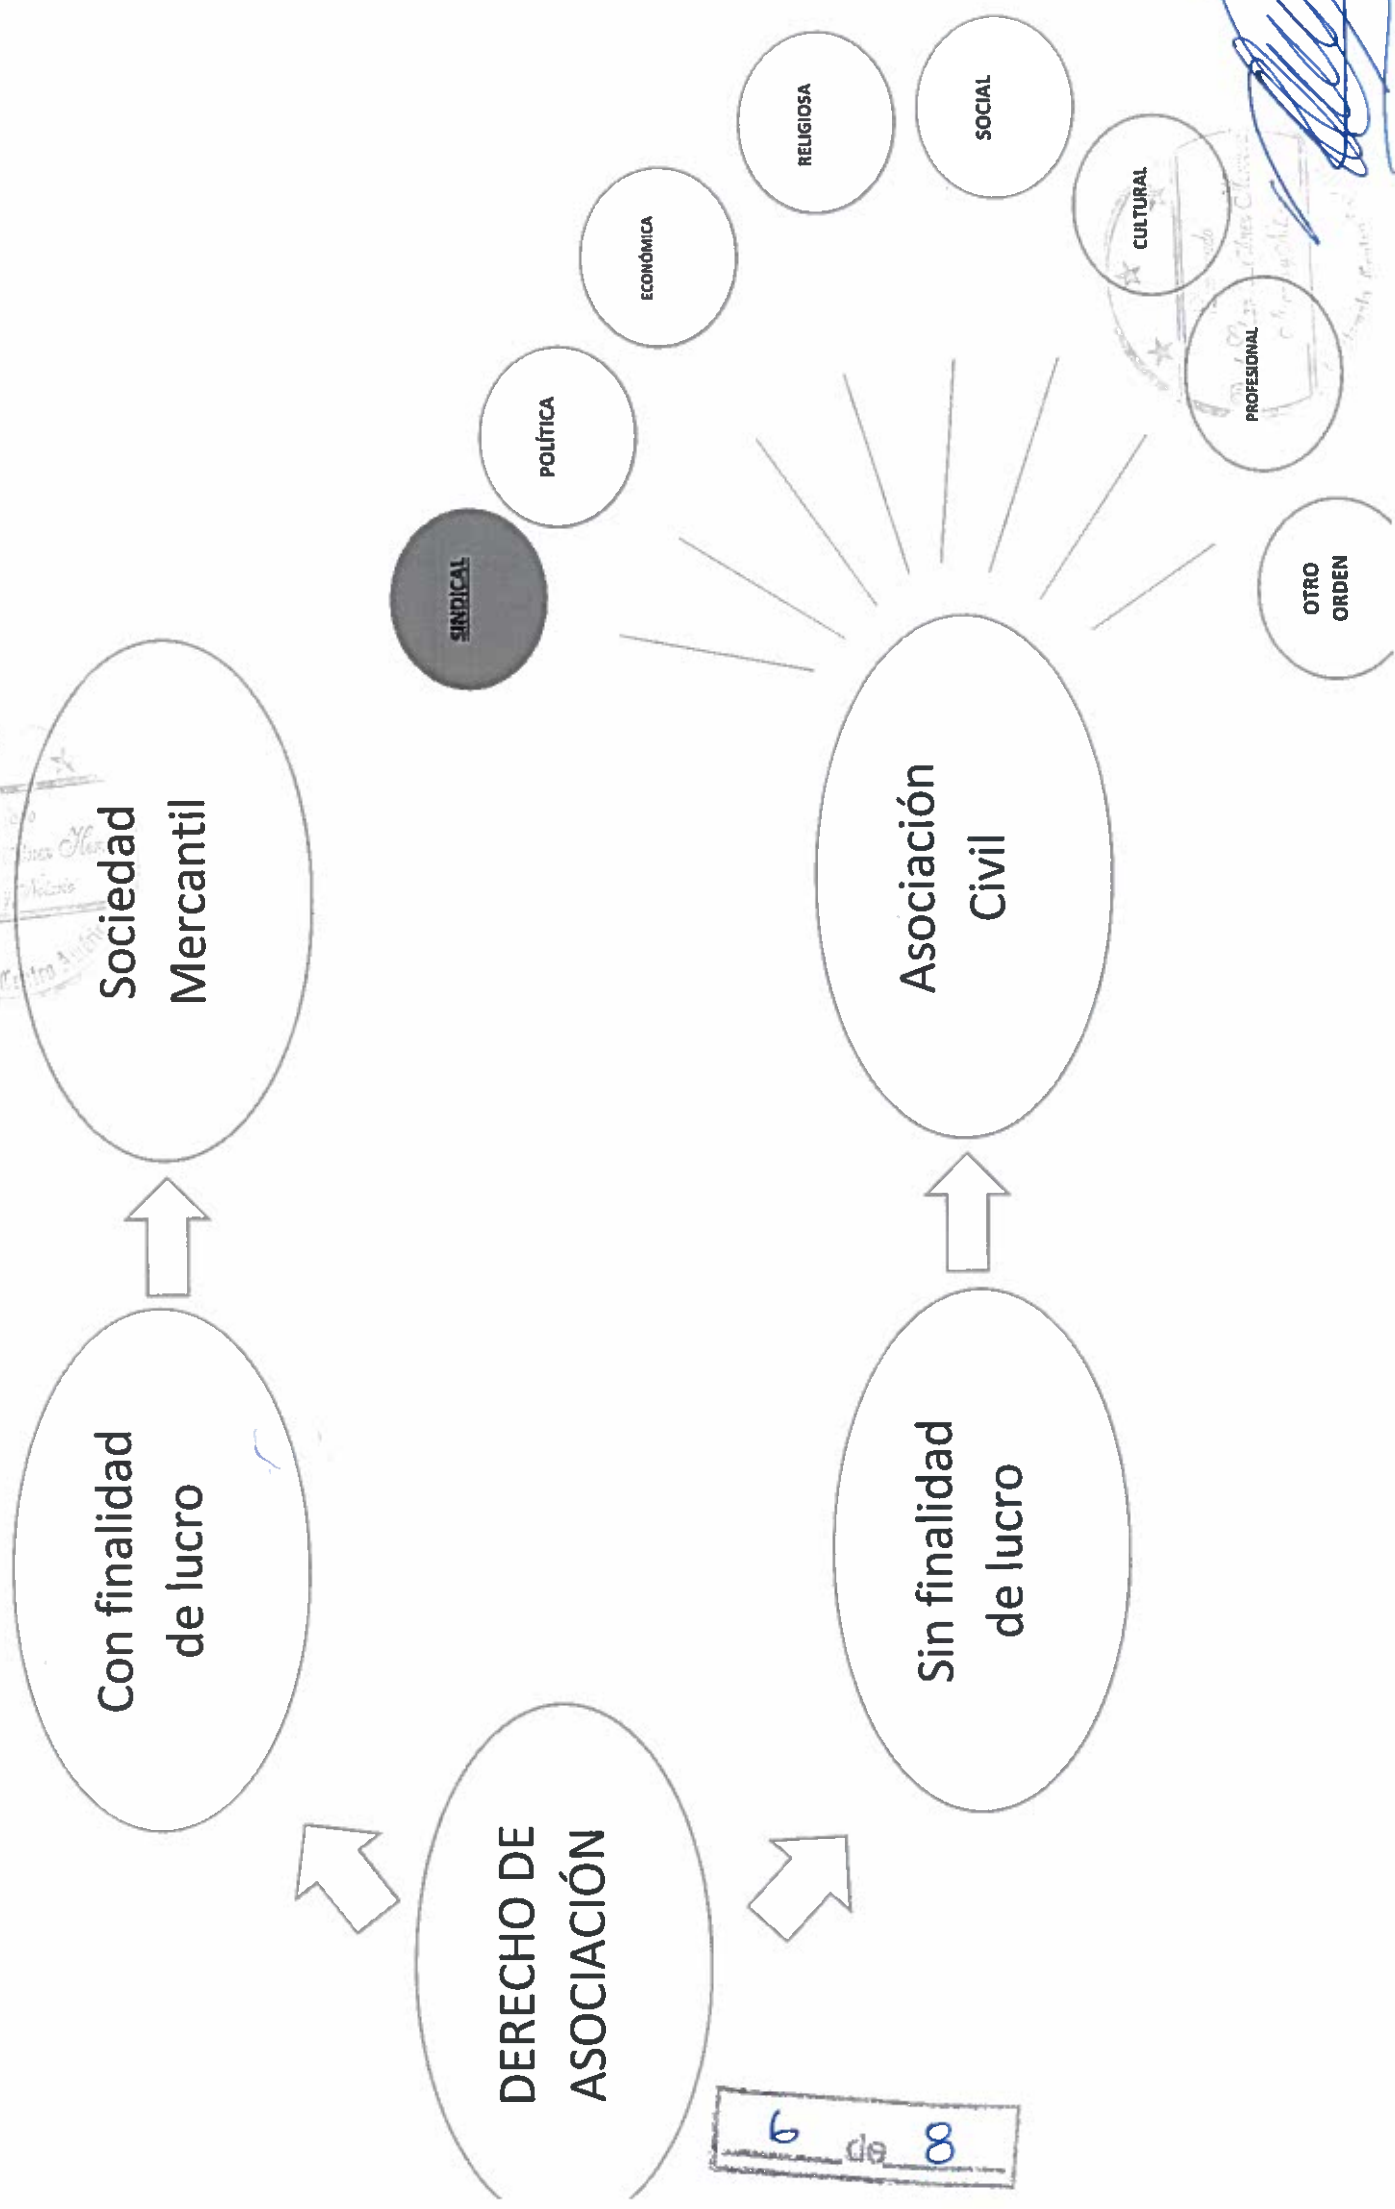 DERECHO DE
ASOCIACIÓN
Con finalidad
de lucro
Sociedad
Mercantil
Sin finalidad
de lucro
Asociación
Civil
SINDICAL
POLÍTICA
ECONÓMICA
RELIGIOSA
SOCIAL
CULTURAL
PROFESIONAL
OTRO
ORDEN
6 de 8